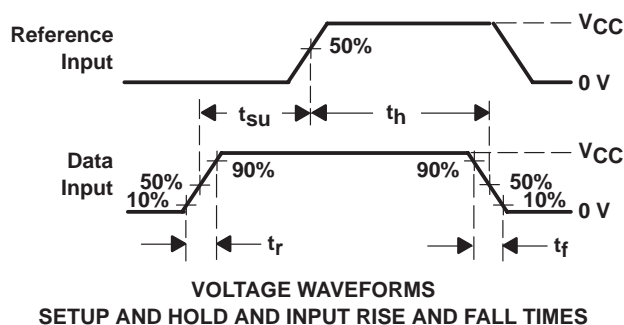 Reference
Input
50%
VCC
0 V
tsu
th
Data
Input
50%
10%
90%
90%
50%
10%
VCC
0 V
tr
tf
VOLTAGE WAVEFORMS
SETUP AND HOLD AND INPUT RISE AND FALL TIMES